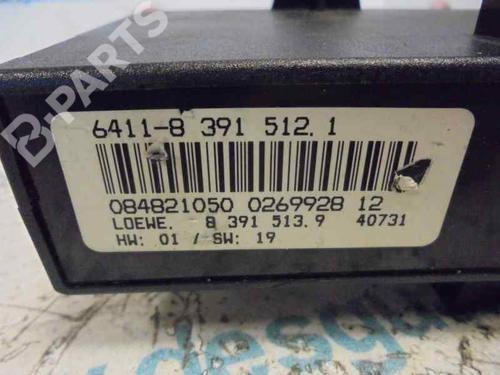 B-PARTS
6411-8 391 512.1
084821050 0269928 12
LOEWE. 8 391 513.9 40731
HW: 01 / SW: 19